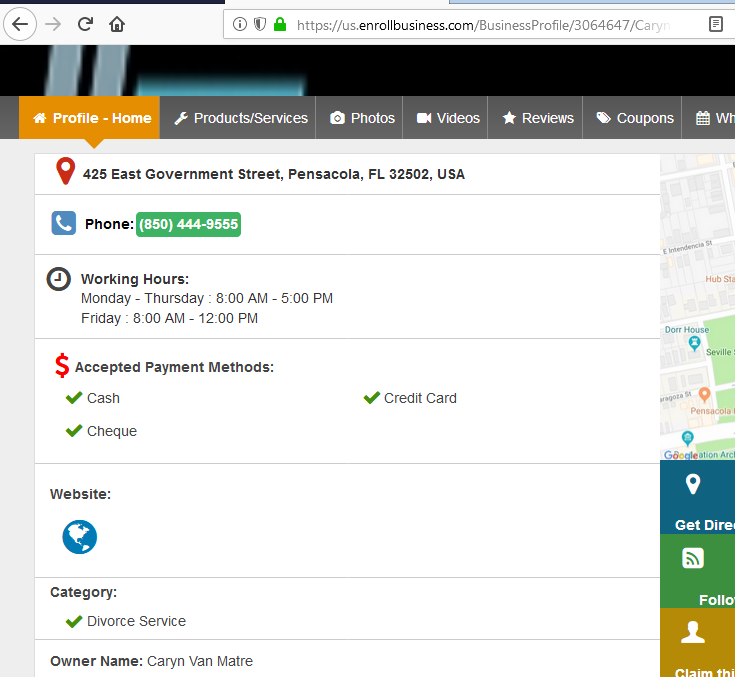 https://us.enrollbusiness.com/BusinessProfile/3064647/Caryn
Profile - Home
Products/Services
Photos
Videos
Reviews
Coupons
425 East Government Street, Pensacola, FL 32502, USA
Phone: (850) 444-9555
Working Hours:
Monday - Thursday : 8:00 AM - 5:00 PM
Friday : 8:00 AM - 12:00 PM
$ Accepted Payment Methods:
Cash
Credit Card
Cheque
Website:
Category:
Divorce Service
Owner Name: Caryn Van Matre
E Intendencia St
Hub Sta
Dorr House
Seville
aragoza St
Pensacola
Google
ation Arc
Get Dire
Follo
Claim thi